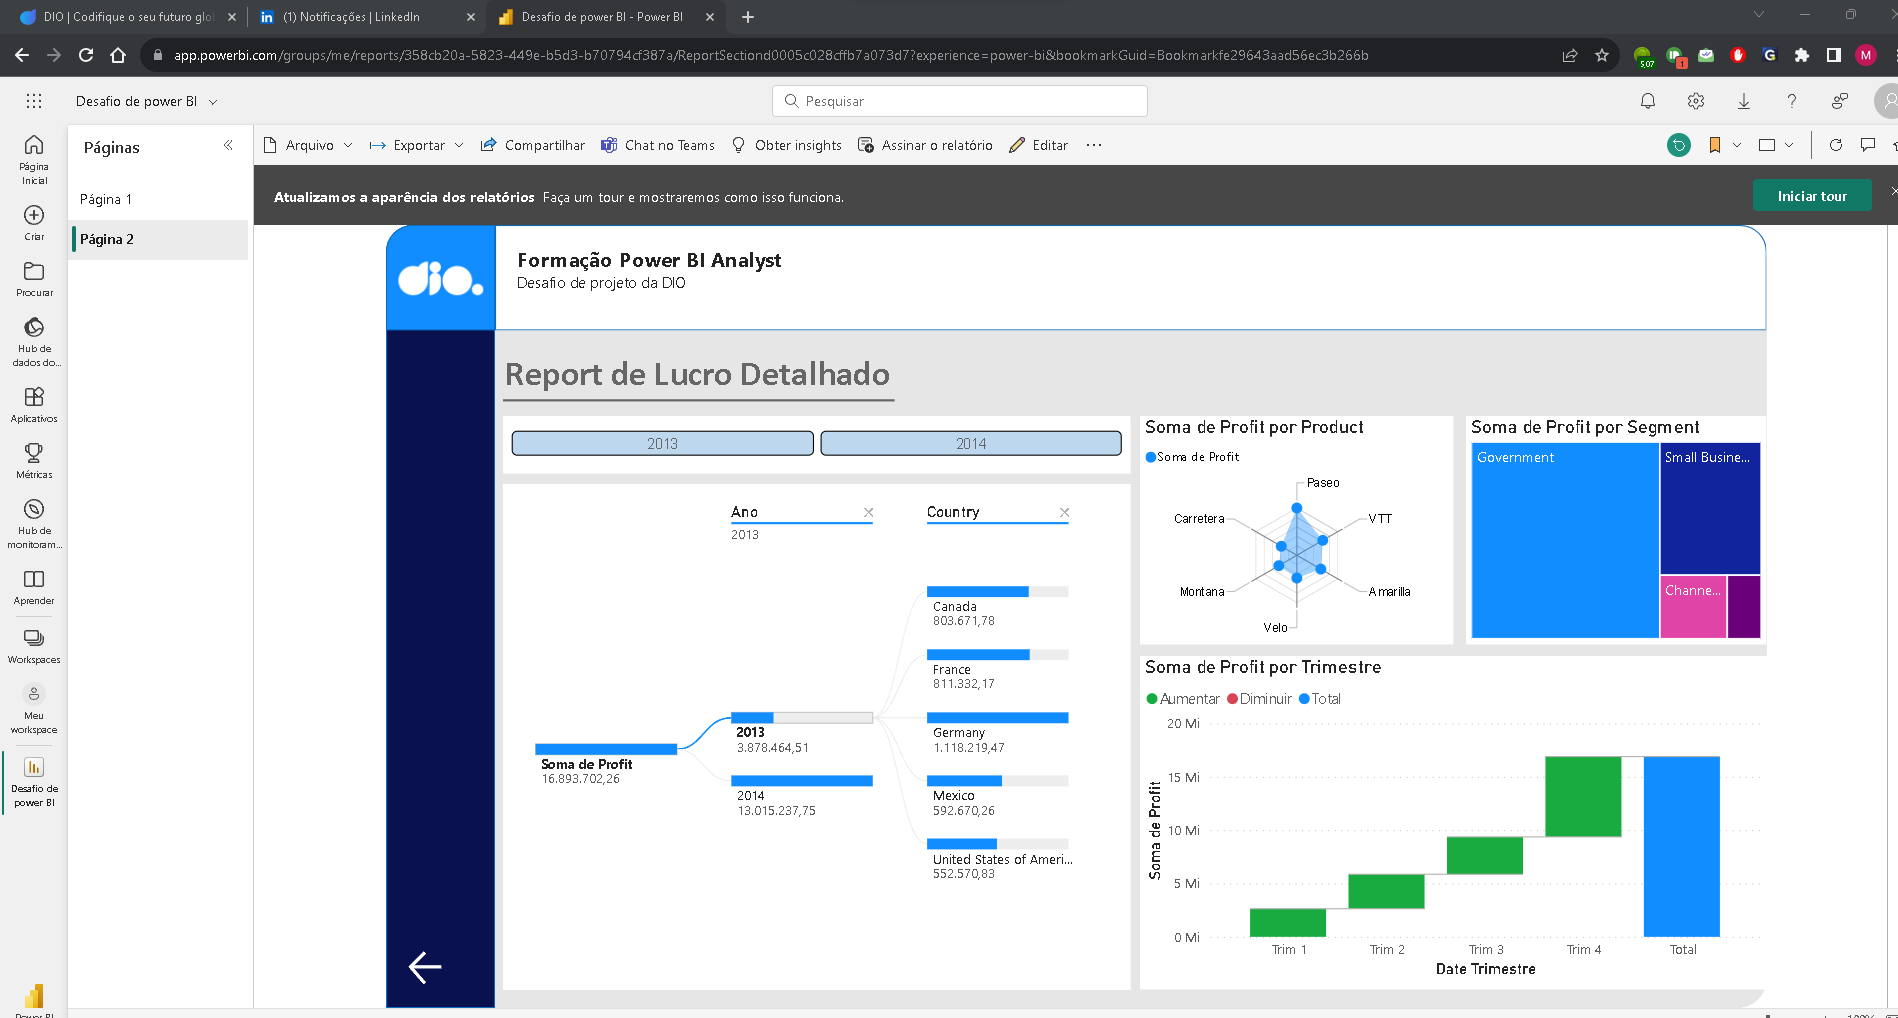 DIO | Codifique o seu futuro glo
(1) Notificações | LinkedIn
Desafio de power BI - Power BI
app.powerbi.com/groups/me/reports/358cb20a-5823-449e-b5d3-b70794cf387a/ReportSectiond0005c028cffb7a073d7?experience=power-bi&bookmarkGuid=Bookmarkfe29643aad56ec3b266b
5,07
1
M
Desafio de power BI
Pesquisar
Página
Inicial
Criar
Procurar
Hub de
dados do...
Aplicativos
Métricas
Hub de
monitoram...
Aprender
Workspaces
Meu
workspace
Desafio de
power BI
Power BI
Páginas
Página 1
Página 2
Arquivo
Exportar
Compartilhar
Chat no Teams
Obter insights
Assinar o relatório
Editar
Atualizamos a aparência dos relatórios Faça um tour e mostraremos como isso funciona.
Iniciar tour
dio.
Formação Power BI Analyst
Desafio de projeto da DIO
Report de Lucro Detalhado
2013
2014
Ano
2013
Country
Soma de Profit
16.893.702,26
2013
3.878.464,51
2014
13.015.237,75
Canada
803.671,78
France
811.332,17
Germany
1.118.219,47
Mexico
592.670,26
United States of Ameri...
552.570,83
Soma de Profit por Product
Soma de Profit
Paseo
VTT
Amarilla
Velo
Montana
Carretera
Soma de Profit por Segment
Government
Small Busine...
Channe...
Soma de Profit por Trimestre
Aumentar Diminuir Total
Soma de Profit
20 Mi
15 Mi
10 Mi
5 Mi
0 Mi
Trim 1
Trim 2
Trim 3
Trim 4
Total
Date Trimestre